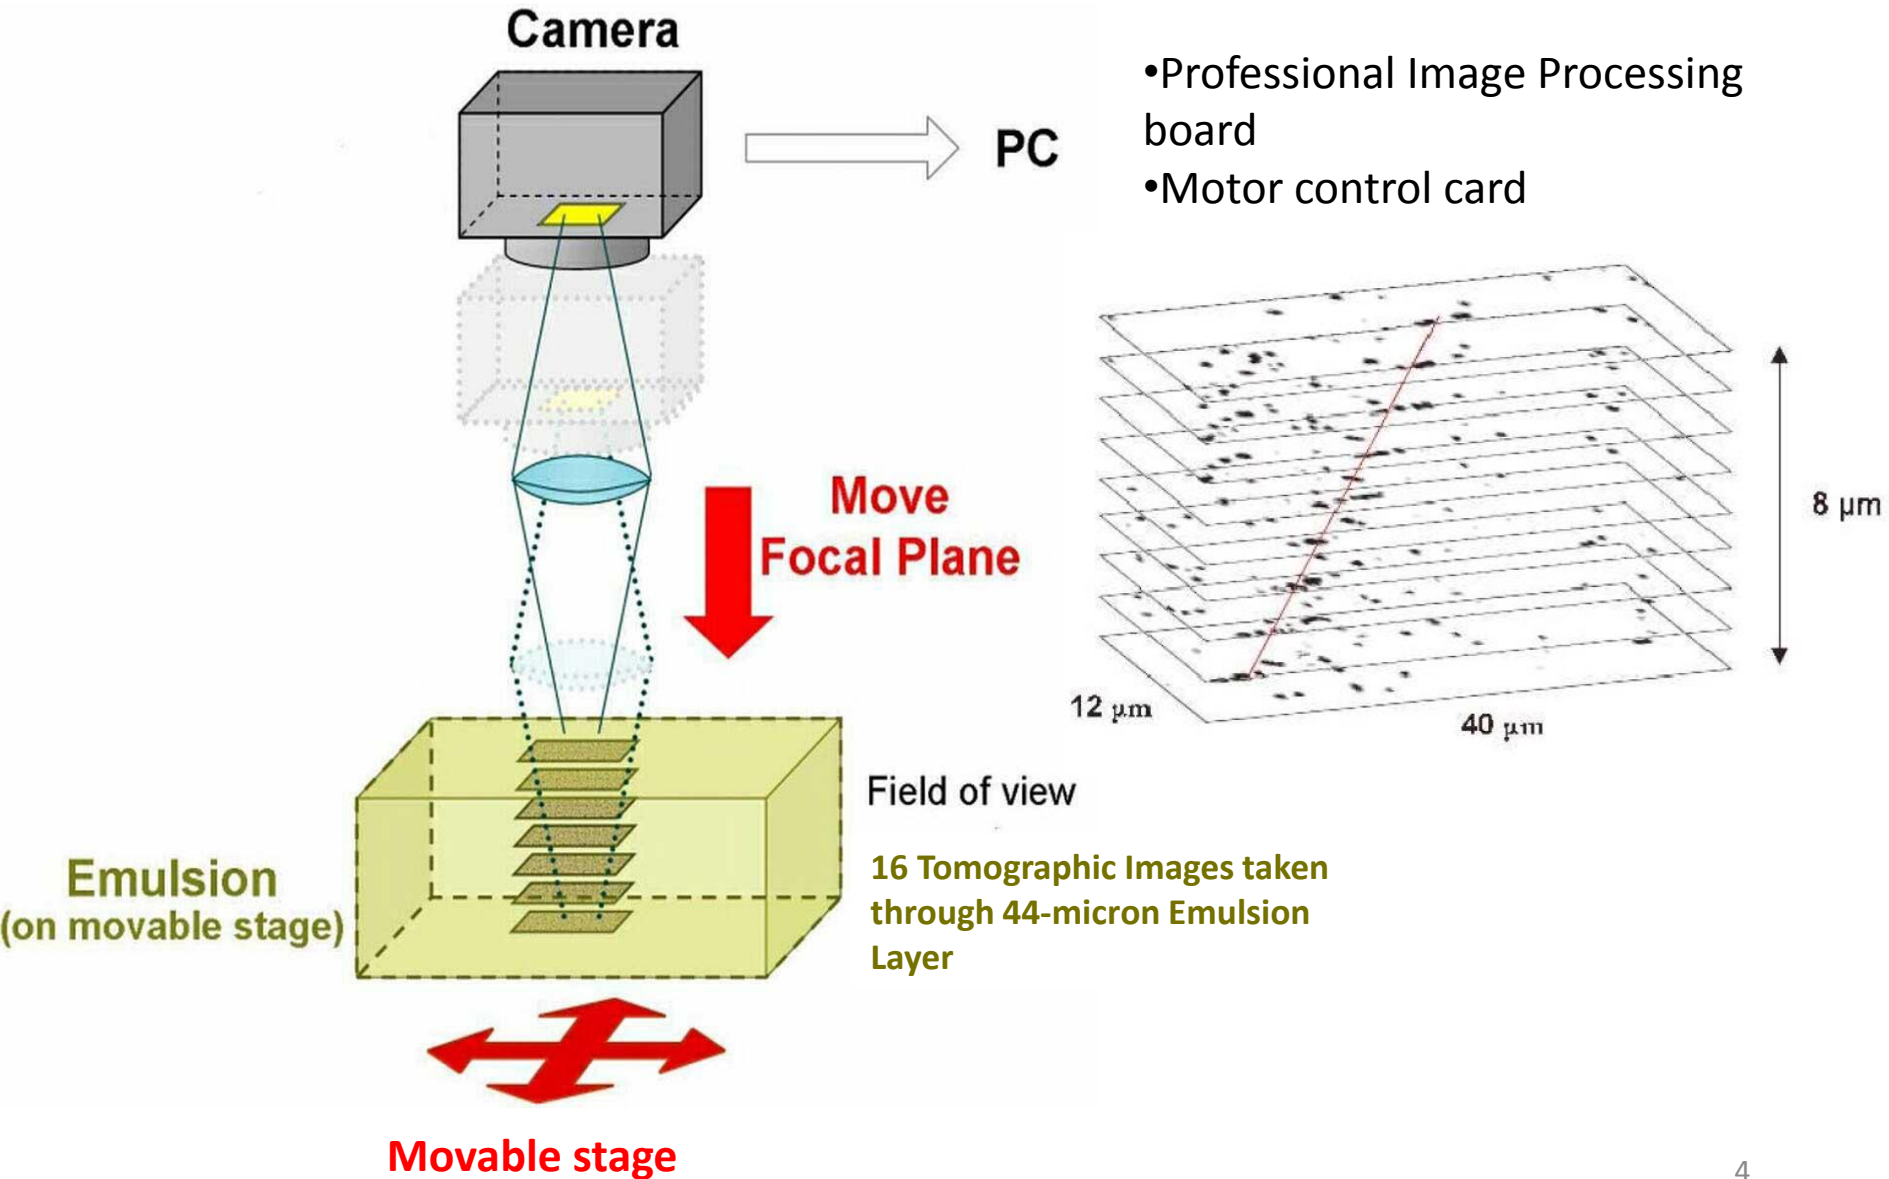 Camera
PC
•Professional Image Processing
board
•Motor control card
Move
Focal Plane
8 µm
12 µm
40 µm
Field of view
16 Tomographic Images taken
through 44-micron Emulsion
Layer
Emulsion
(on movable stage)
Movable stage
4